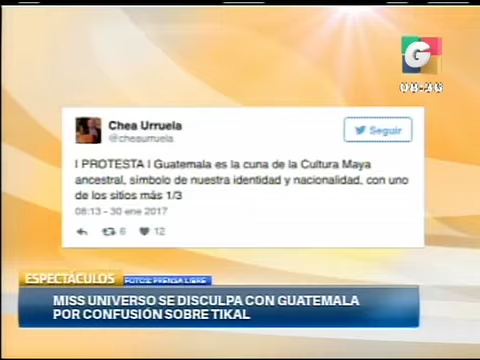 G
08:46
Chea Urruela
@cheaurruela
Seguir
| PROTESTA | Guatemala es la cuna de la Cultura Maya
ancestral, símbolo de nuestra identidad y nacionalidad, con uno
de los sitios más 1/3
08:13 - 30 ene 2017
6 12
ESPECTÁCULOS
FOTOS: PRENSA LIBRE
MISS UNIVERSO SE DISCULPA CON GUATEMALA
POR CONFUSIÓN SOBRE TIKAL